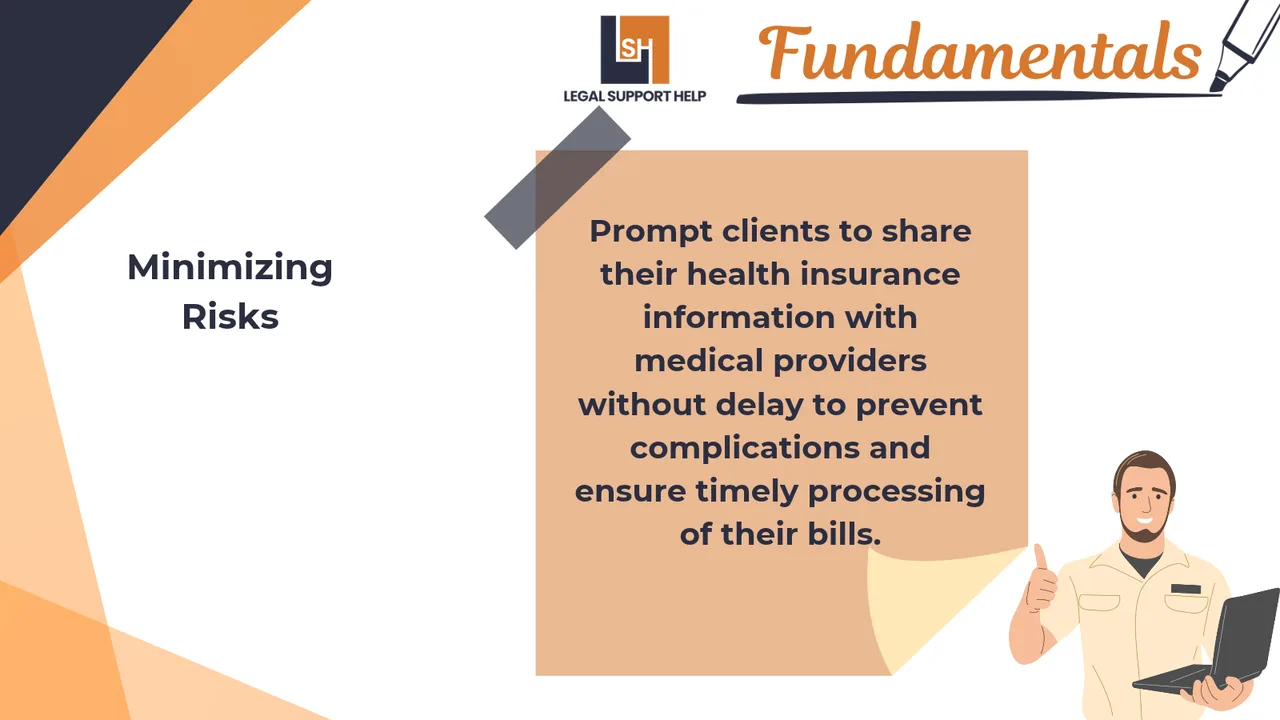 SH
LEGAL SUPPORT HELP
Fundamentals
Minimizing
Risks
Prompt clients to share
their health insurance
information with
medical providers
without delay to prevent
complications and
ensure timely processing
of their bills.